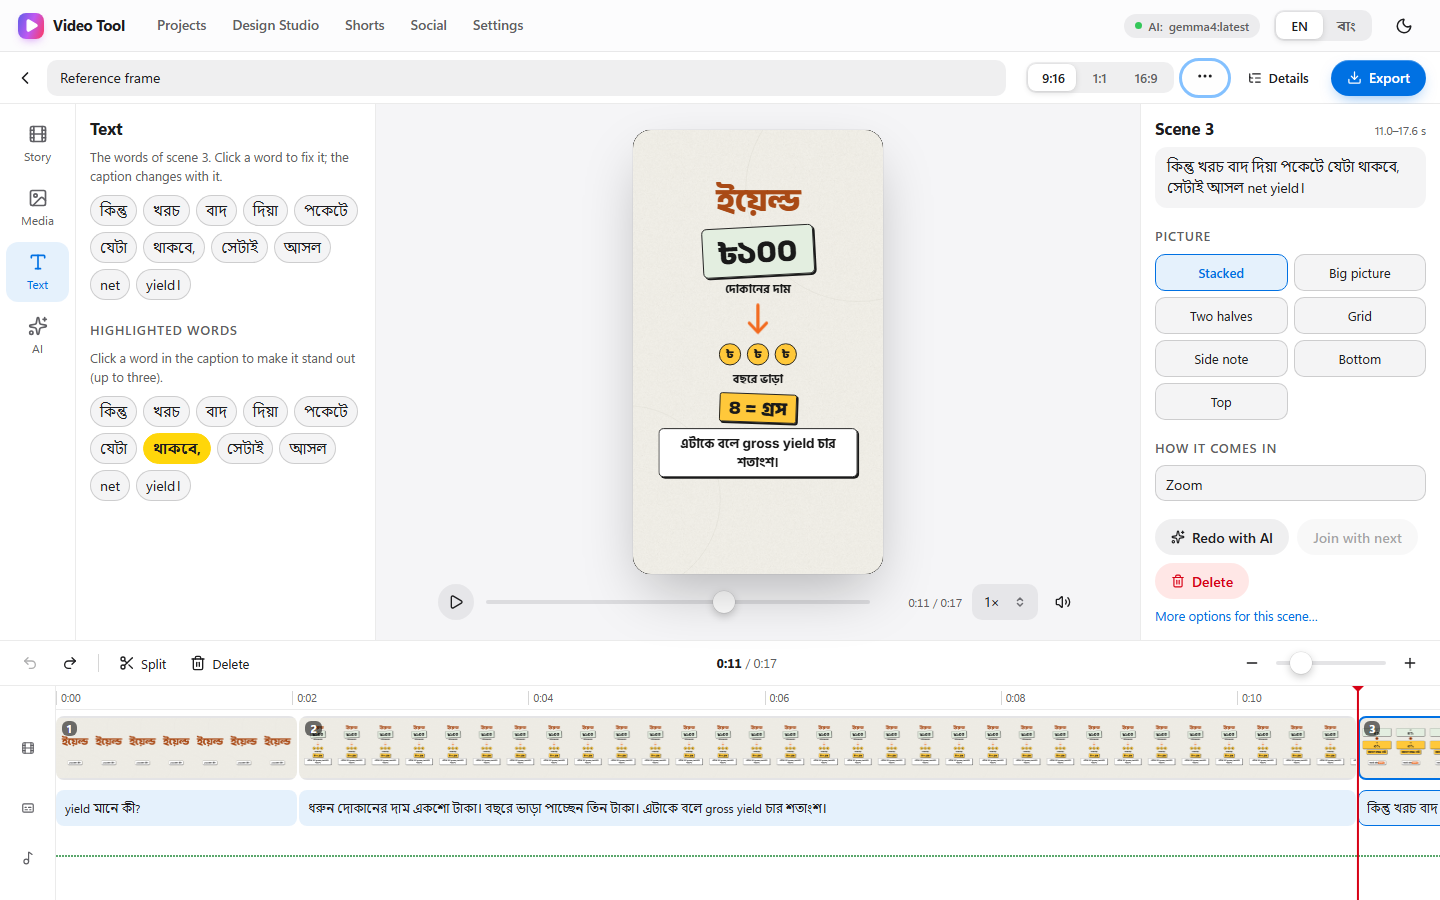 Video Tool
Projects
Design Studio
Shorts
Social
Settings
AI: gemma4:latest
EN
বাং
Reference frame
9:16
1:1
16:9
Details
Export
Story
Media
Text
AI
Text
The words of scene 3. Click a word to fix it; the
caption changes with it.
কিন্তু খরচ বাদ দিয়া পকেটে
যেটা থাকবে, সেটাই আসল
net yield।
HIGHLIGHTED WORDS
Click a word in the caption to make it stand out
(up to three).
কিন্তু খরচ বাদ দিয়া পকেটে
যেটা থাকবে, সেটাই আসল
net yield।
ইয়েল্ড
৳১০০
দোকানের দাম
৳ ৳ ৳
বছরে ভাড়া
৪ = গ্রস
এটাকে বলে gross yield চার
শতাংশ।
0:11 / 0:17
1×
Scene 3
11.0–17.6 s
কিন্তু খরচ বাদ দিয়া পকেটে যেটা থাকবে,
সেটাই আসল net yield।
PICTURE
Stacked
Big picture
Two halves
Grid
Side note
Bottom
Top
HOW IT COMES IN
Zoom
Redo with AI
Join with next
Delete
More options for this scene...
Split
Delete
0:11 / 0:17
0:00
0:02
0:04
0:06
0:08
0:10
1
2
3
yield মানে কী?
ধরুন দোকানের দাম একশো টাকা। বছরে ভাড়া পাচ্ছেন তিন টাকা। এটাকে বলে gross yield চার শতাংশ।
কিন্তু খরচ বাদ